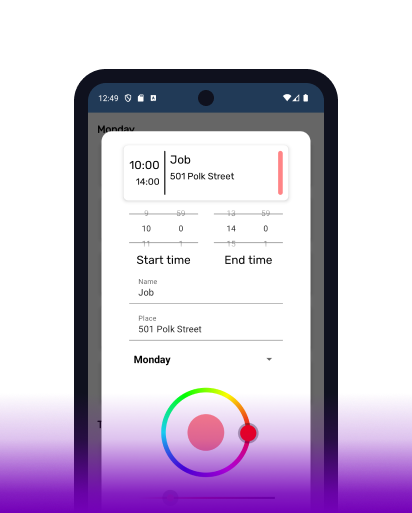 12:49
Monday
10:00
14:00
Job
501 Polk Street
9 59 13 59
10 0 14 0
11 1 15 1
Start time End time
Name
Job
Place
501 Polk Street
Monday
T